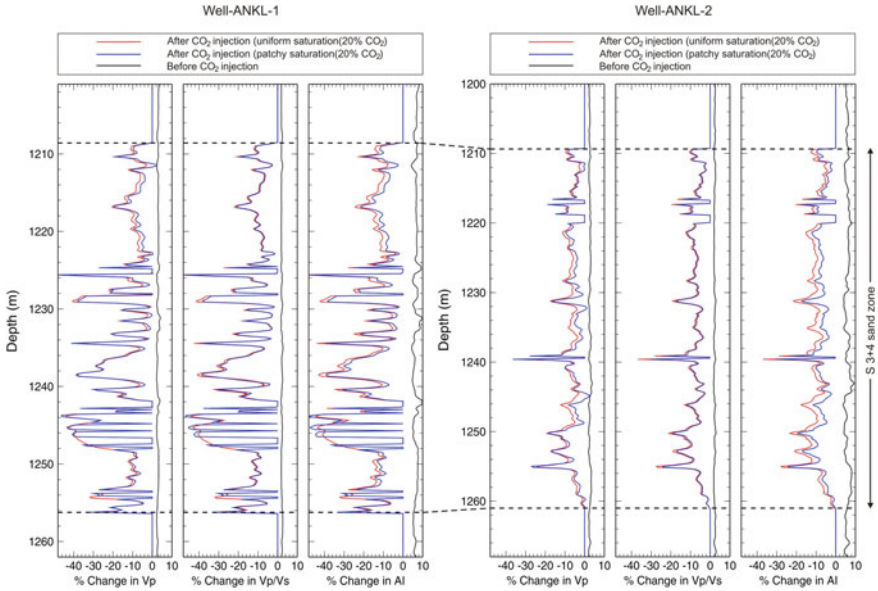 Well-ANKL-1
After CO2 injection (uniform saturation(20% CO2)
After CO2 injection (patchy saturation(20% CO2)
Before CO2 injection
Depth (m)
1210
1220
1230
1240
1250
1260
-40 -30 -20 -10 0 10
% Change in Vp
-40 -30 -20 -10 0 10
% Change in Vp/Vs
-40 -30 -20 -10 0 10
% Change in AI
Well-ANKL-2
After CO2 injection (uniform saturation(20% CO2)
After CO2 injection (patchy saturation(20% CO2)
Before CO2 injection
Depth (m)
1200
1210
1220
1230
1240
1250
1260
-40 -30 -20 -10 0 10
% Change in Vp
-40 -30 -20 -10 0 10
% Change in Vp/Vs
-40 -30 -20 -10 0 10
% Change in AI
S 3+4 sand zone